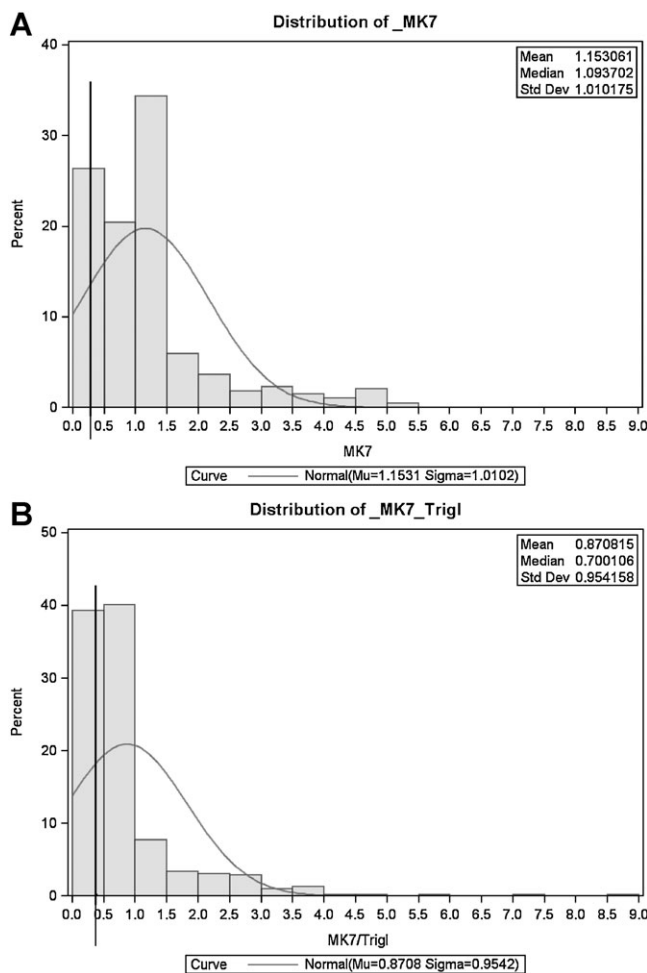 A
Distribution of _MK7
40
30
20
10
0
Percent
Mean 1.153061
Median 1.093702
Std Dev 1.010175
0.0 0.5 1.0 1.5 2.0 2.5 3.0 3.5 4.0 4.5 5.0 5.5 6.0 6.5 7.0 7.5 8.0 8.5 9.0
MK7
Curve Normal(Mu=1.1531 Sigma=1.0102)
B
Distribution of _MK7_Trigl
50
40
30
20
10
0
Percent
Mean 0.870815
Median 0.700106
Std Dev 0.954158
0.0 0.5 1.0 1.5 2.0 2.5 3.0 3.5 4.0 4.5 5.0 5.5 6.0 6.5 7.0 7.5 8.0 8.5 9.0
MK7/Trigl
Curve Normal(Mu=0.8708 Sigma=0.9542)